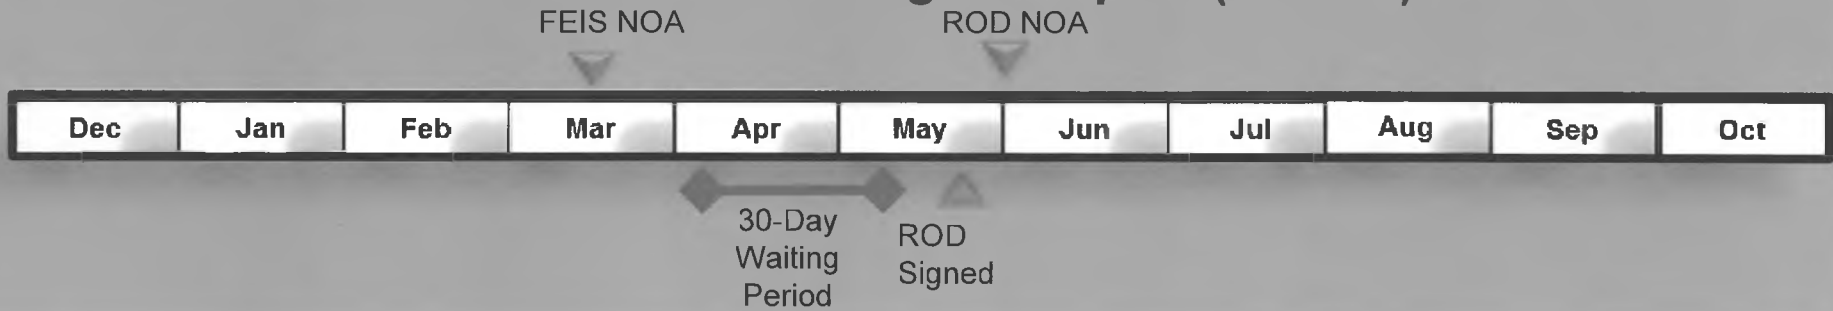 FEIS NOA
ROD NOA
Dec Jan Feb Mar Apr May Jun Jul Aug Sep Oct
30-Day
Waiting
Period
ROD
Signed